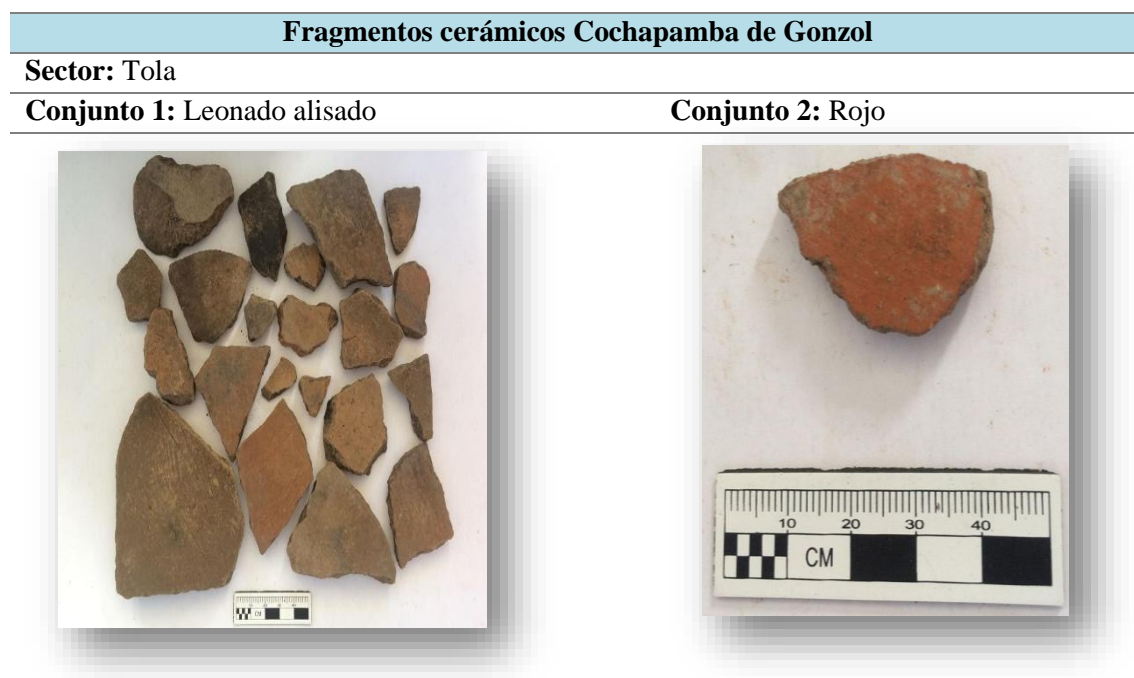 Fragmentos cerámicos Cochapamba de Gonzol
Sector: Tola
Conjunto 1: Leonado alisado
Conjunto 2: Rojo
10 20 30 40
CM
CM